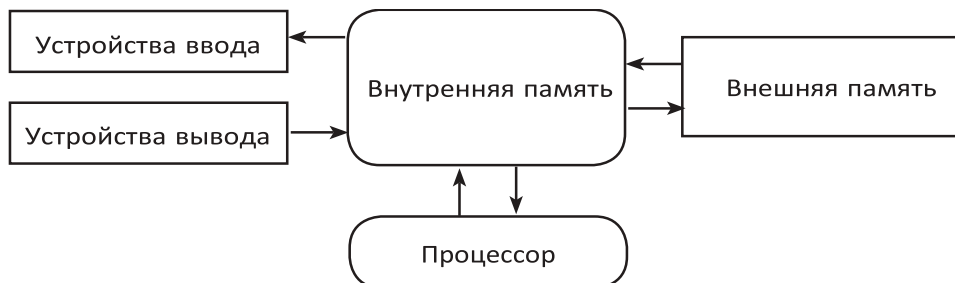 Устройства ввода
Внутренняя память
Внешняя память
Устройства вывода
Процессор